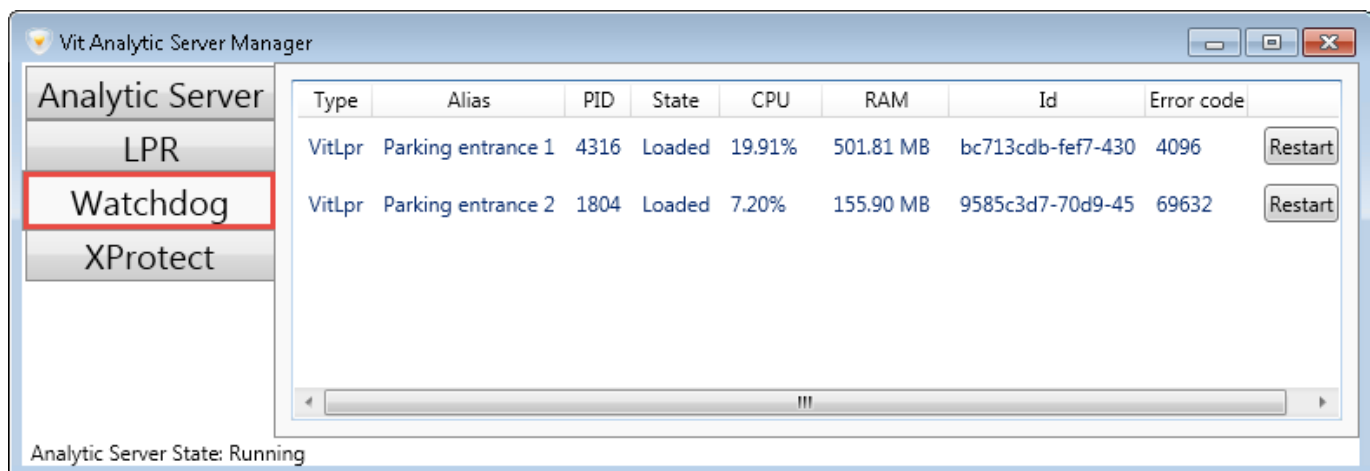 Vit Analytic Server Manager
Analytic Server
LPR
Watchdog
XProtect
Type Alias PID State CPU RAM Id Error code
VitLpr Parking entrance 1 4316 Loaded 19.91% 501.81 MB bc713cdb-fef7-430 4096 Restart
VitLpr Parking entrance 2 1804 Loaded 7.20% 155.90 MB 9585c3d7-70d9-45 69632 Restart
Analytic Server State: Running